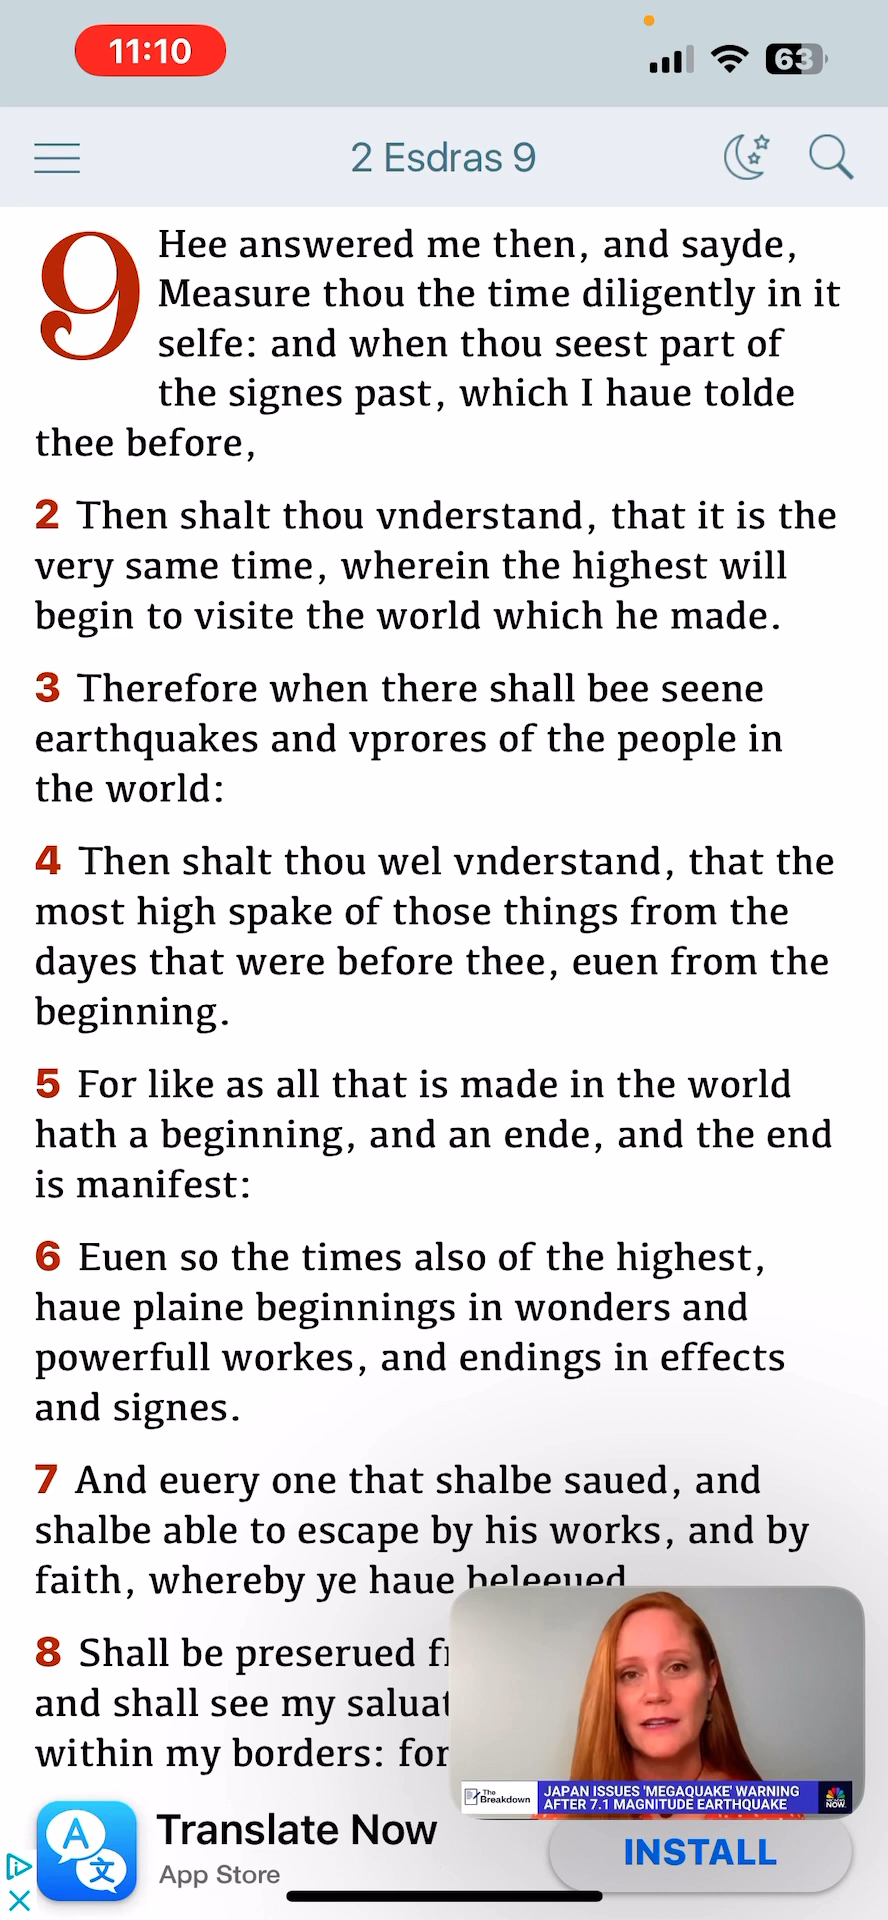 11:10
63
2 Esdras 9
9 Hee answered me then, and sayde,
Measure thou the time diligently in it
selfe: and when thou seest part of
the signes past, which I haue tolde
thee before,
2 Then shalt thou vnderstand, that it is the
very same time, wherein the highest will
begin to visite the world which he made.
3 Therefore when there shall bee seene
earthquakes and vprores of the people in
the world:
4 Then shalt thou wel vnderstand, that the
most high spake of those things from the
dayes that were before thee, euen from the
beginning.
5 For like as all that is made in the world
hath a beginning, and an ende, and the end
is manifest:
6 Euen so the times also of the highest,
haue plaine beginnings in wonders and
powerfull workes, and endings in effects
and signes.
7 And euery one that shalbe saued, and
shalbe able to escape by his works, and by
faith, whereby ye haue beleeued
8 Shall be preserued
and shall see my
within my borders: for
The
Breakdown
JAPAN ISSUES 'MEGAQUAKE' WARNING
AFTER 7.1 MAGNITUDE EARTHQUAKE
NOW
A
文
Translate Now
App Store
INSTALL